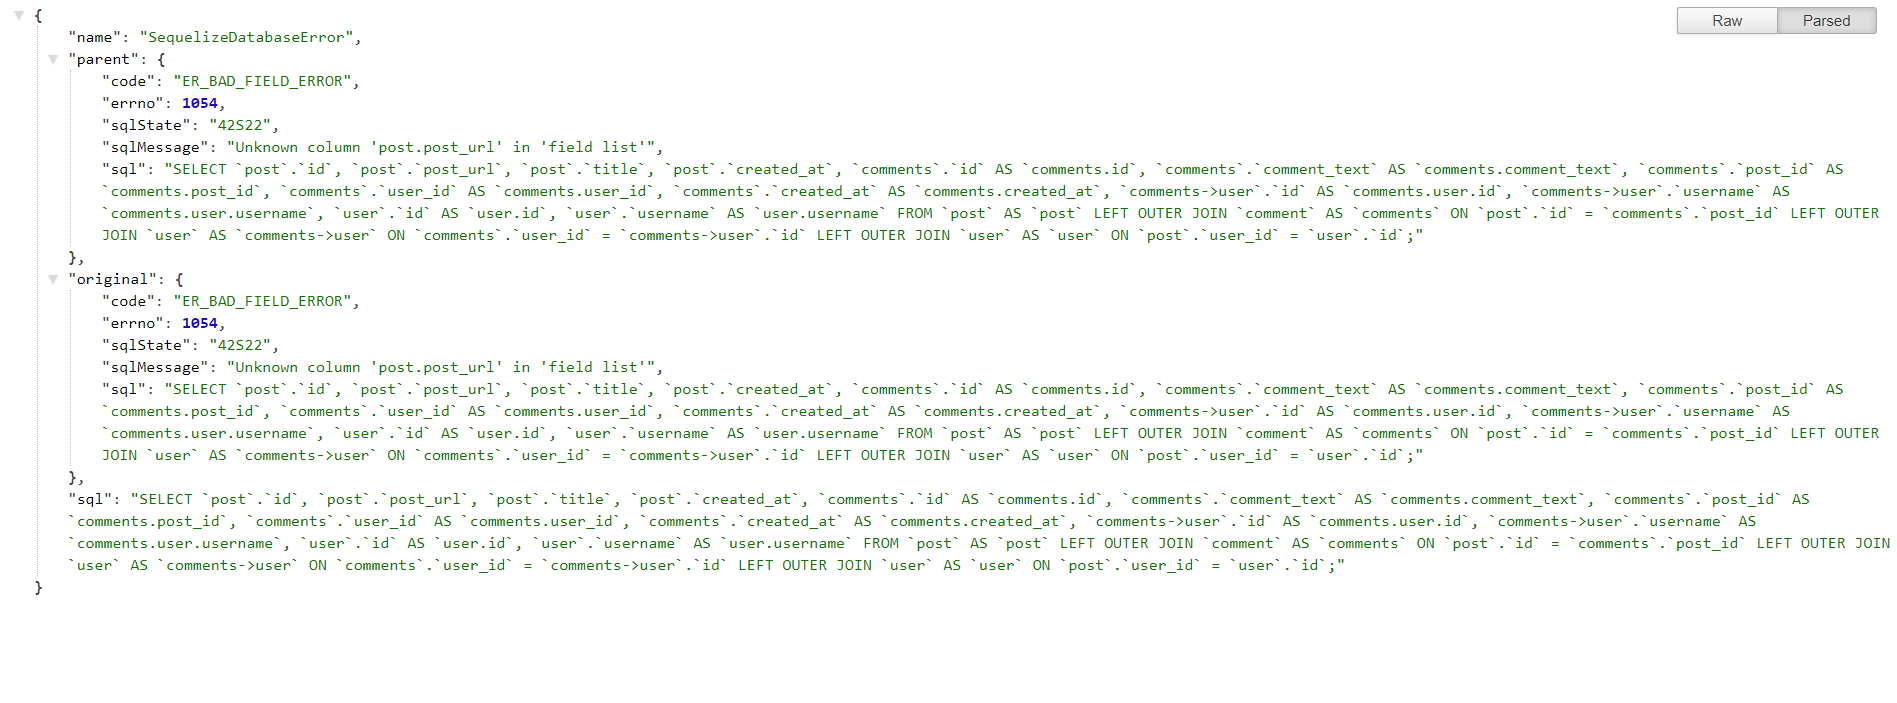 {
Raw Parsed
"name": "SequelizeDatabaseError",
"parent": {
"code": "ER_BAD_FIELD_ERROR",
"errno": 1054,
"sqlState": "42S22",
"sqlMessage": "Unknown column 'post.post_url' in 'field list'",
"sql": "SELECT `post`.`id`, `post`.`post_url`, `post`.`title`, `post`.`created_at`, `comments`.`id` AS `comments.id`, `comments`.`comment_text` AS `comments.comment_text`, `comments`.`post_id` AS
`comments.post_id`, `comments`.`user_id` AS `comments.user_id`, `comments`.`created_at` AS `comments.created_at`, `comments->user`.`id` AS `comments.user.id`, `comments->user`.`username` AS
`comments.user.username`, `user`.`id` AS `user.id`, `user`.`username` AS `user.username` FROM `post` AS `post` LEFT OUTER JOIN `comment` AS `comments` ON `post`.`id` = `comments`.`post_id` LEFT OUTER
JOIN `user` AS `comments->user` ON `comments`.`user_id` = `comments->user`.`id` LEFT OUTER JOIN `user` AS `user` ON `post`.`user_id` = `user`.`id`;"
},
"original": {
"code": "ER_BAD_FIELD_ERROR",
"errno": 1054,
"sqlState": "42S22",
"sqlMessage": "Unknown column 'post.post_url' in 'field list'",
"sql": "SELECT `post`.`id`, `post`.`post_url`, `post`.`title`, `post`.`created_at`, `comments`.`id` AS `comments.id`, `comments`.`comment_text` AS `comments.comment_text`, `comments`.`post_id` AS
`comments.post_id`, `comments`.`user_id` AS `comments.user_id`, `comments`.`created_at` AS `comments.created_at`, `comments->user`.`id` AS `comments.user.id`, `comments->user`.`username` AS
`comments.user.username`, `user`.`id` AS `user.id`, `user`.`username` AS `user.username` FROM `post` AS `post` LEFT OUTER JOIN `comment` AS `comments` ON `post`.`id` = `comments`.`post_id` LEFT OUTER
JOIN `user` AS `comments->user` ON `comments`.`user_id` = `comments->user`.`id` LEFT OUTER JOIN `user` AS `user` ON `post`.`user_id` = `user`.`id`;"
},
"sql": "SELECT `post`.`id`, `post`.`post_url`, `post`.`title`, `post`.`created_at`, `comments`.`id` AS `comments.id`, `comments`.`comment_text` AS `comments.comment_text`, `comments`.`post_id` AS
`comments.post_id`, `comments`.`user_id` AS `comments.user_id`, `comments`.`created_at` AS `comments.created_at`, `comments->user`.`id` AS `comments.user.id`, `comments->user`.`username` AS
`comments.user.username`, `user`.`id` AS `user.id`, `user`.`username` AS `user.username` FROM `post` AS `post` LEFT OUTER JOIN `comment` AS `comments` ON `post`.`id` = `comments`.`post_id` LEFT OUTER JOIN
`user` AS `comments->user` ON `comments`.`user_id` = `comments->user`.`id` LEFT OUTER JOIN `user` AS `user` ON `post`.`user_id` = `user`.`id`;"
}